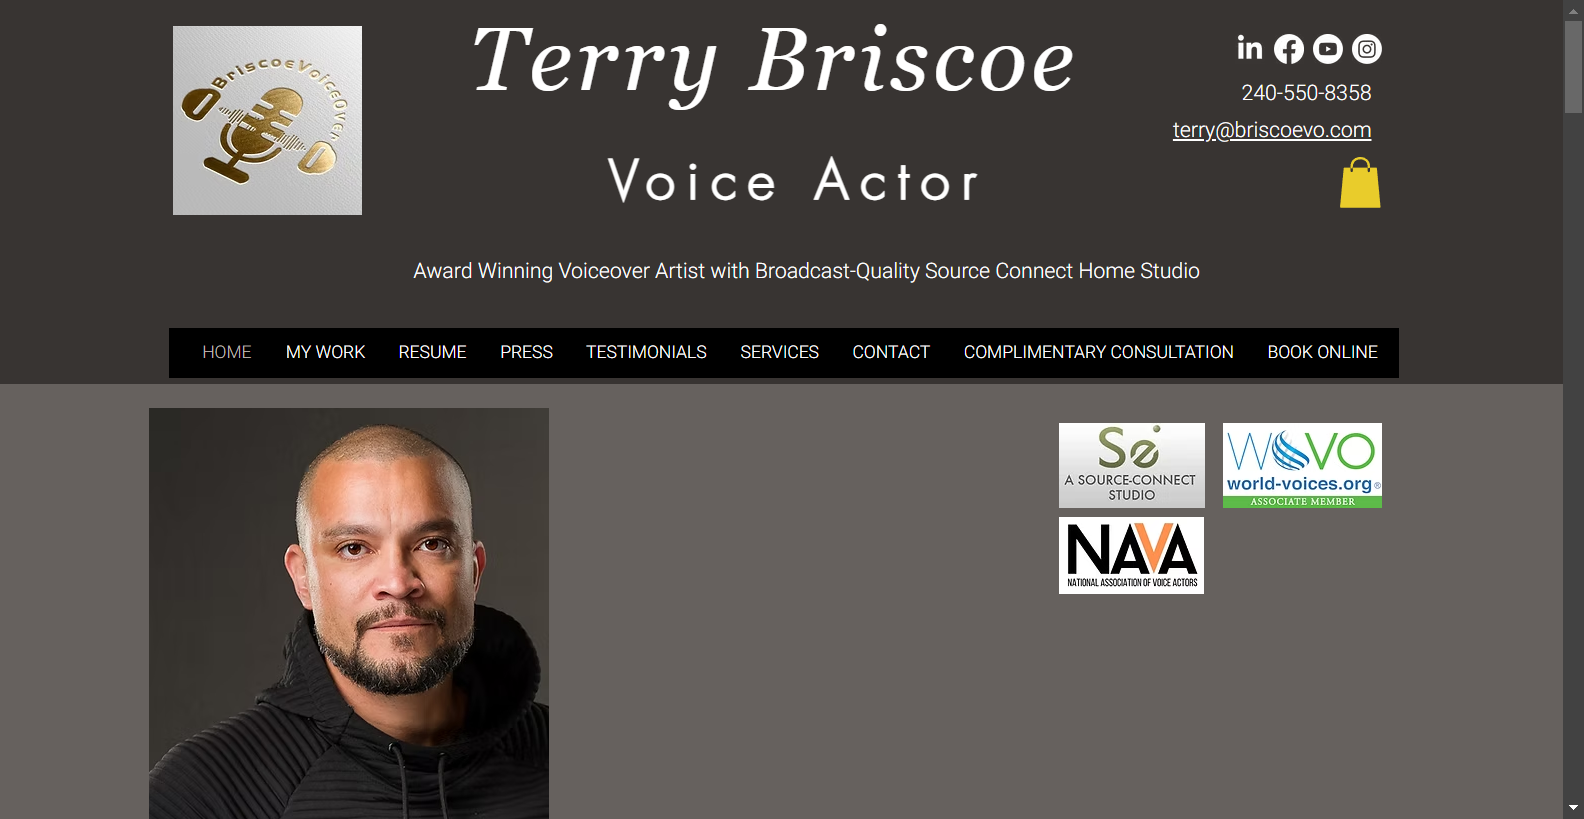 BriscoeVoiceOver
Terry Briscoe
Voice Actor
240-550-8358
terry@briscoevo.com
Award Winning Voiceover Artist with Broadcast-Quality Source Connect Home Studio
HOME MY WORK RESUME PRESS TESTIMONIALS SERVICES CONTACT COMPLIMENTARY CONSULTATION BOOK ONLINE
Se
A SOURCE-CONNECT
STUDIO
WOVO
world-voices.org®
ASSOCIATE MEMBER
NAVA
NATIONAL ASSOCIATION OF VOICE ACTORS